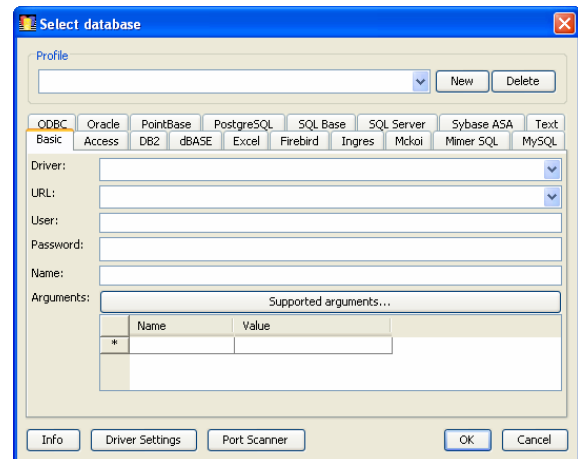 Select database
Profile
New Delete
ODBC Oracle PointBase PostgreSQL SQL Base SQL Server Sybase ASA Text
Basic Access DB2 dBASE Excel Firebird Ingres Mckoi Mimer SQL MySQL
Driver:
URL:
User:
Password:
Name:
Arguments: Supported arguments...
Name Value
*
Info Driver Settings Port Scanner OK Cancel